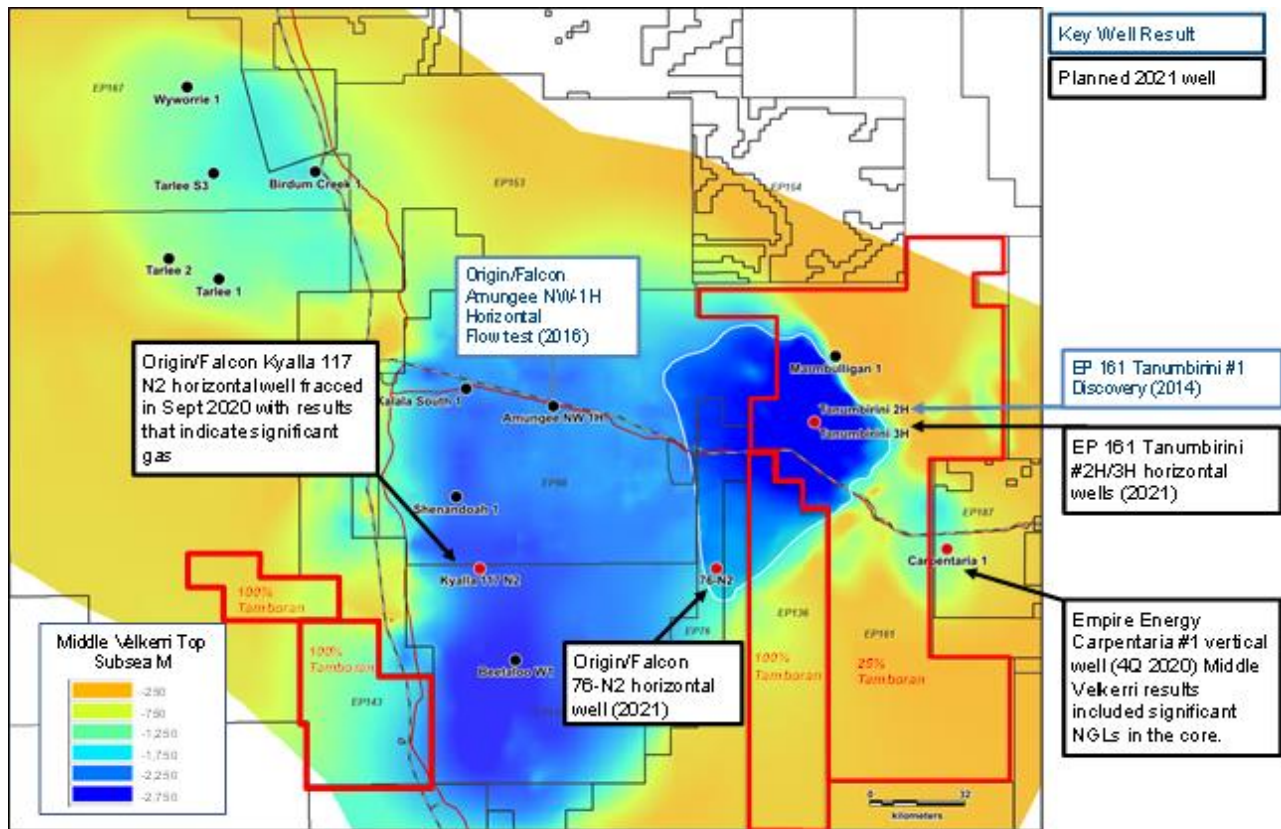 Key Well Result
Planned 2021 well
EP167
Wyworrie 1
Tarlee S3
Birdum Creek 1
EP153
EP154
Tarlee 2
Tarlee 1
Origin/Falcon
Amungee NW-1H
Horizontal
Flow test (2016)
Origin/Falcon Kyalla 117
N2 horizontal well fracced
in Sept 2020 with results
that indicate significant
gas
Marmbulligan 1
EP 161 Tanumbirini #1
Discovery (2014)
Kalala South 1
Amungee NW 1H
Tanumbirini 2H
Tanumbirini 3H
EP 161 Tanumbirini
#2H/3H horizontal
wells (2021)
EP98
Shenandoah 1
EP187
Carpentaria 1
Kyalla 117 N2
76-N2
100%
Tamboran
EP76
EP136
EP161
Middle Velkerri Top
Subsea M
-250
-750
-1,250
-1,750
-2,250
-2,750
100%
Tamboran
EP143
Beetaloo W1
Origin/Falcon
76-N2 horizontal
well (2021)
100%
Tamboran
25%
Tamboran
Empire Energy
Carpentaria #1 vertical
well (4Q 2020) Middle
Velkerri results
included significant
NGLs in the core.
0 32
kilometers